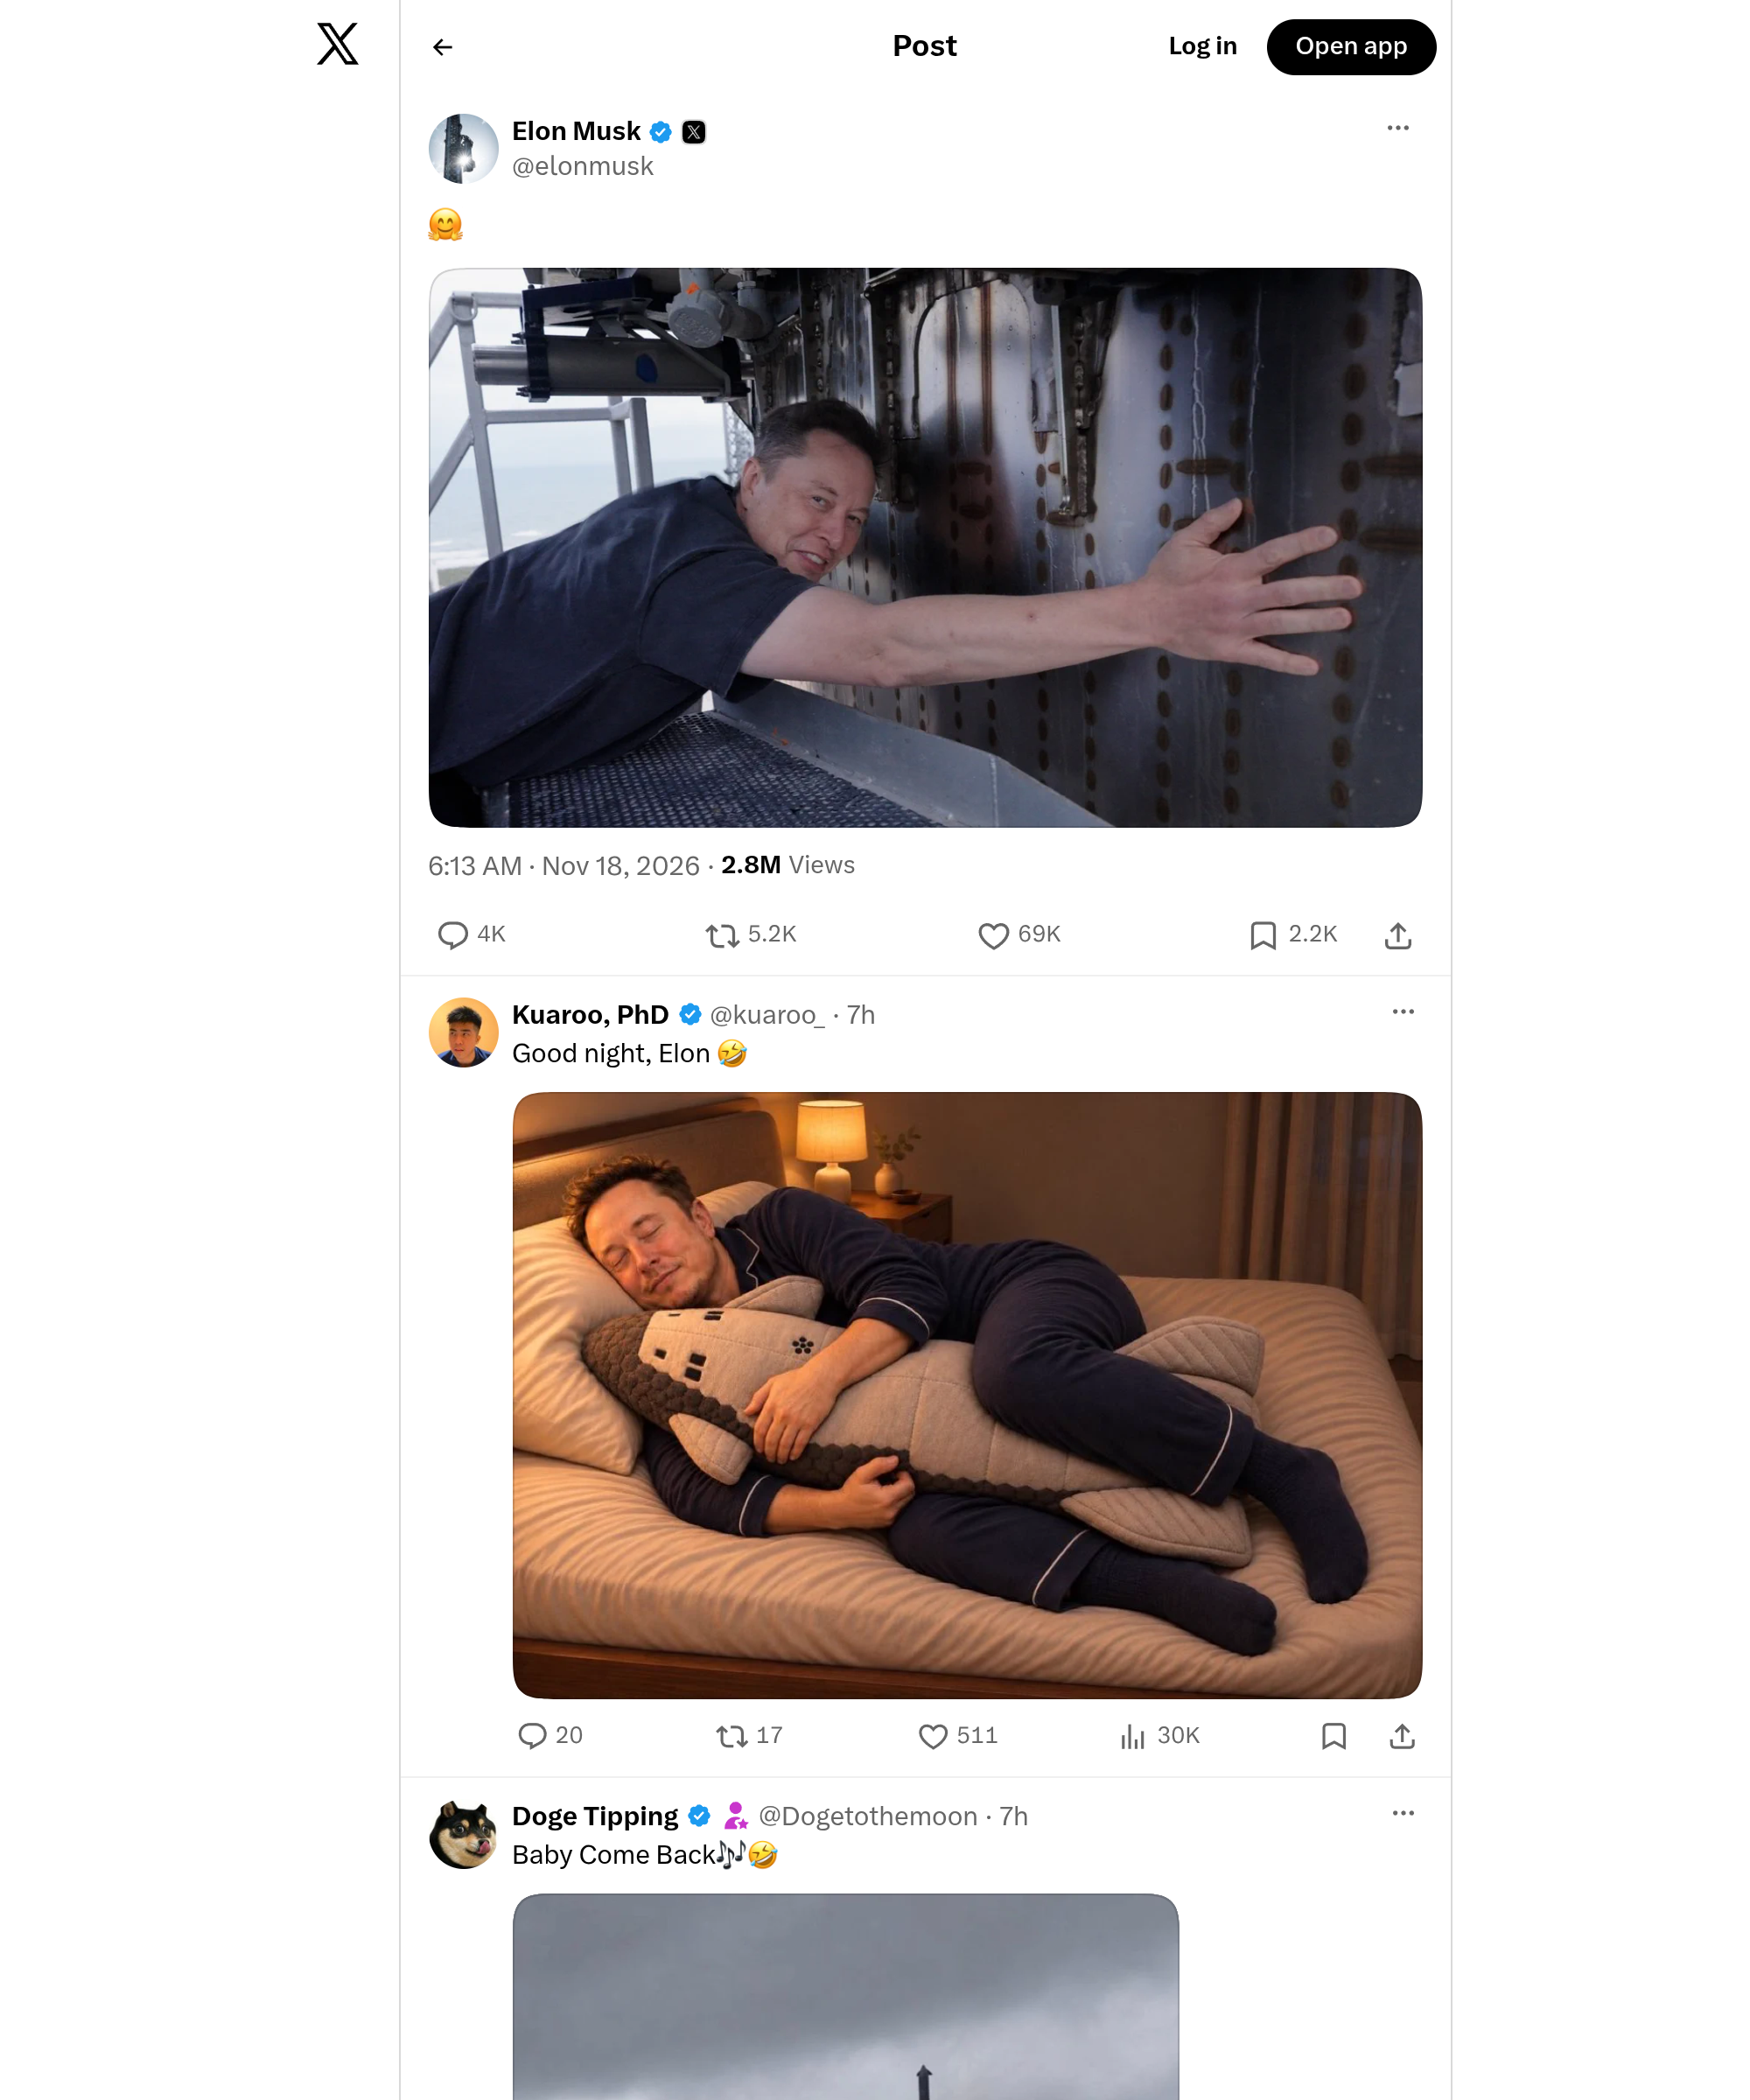 Post
Log in
Open app
Elon Musk
@elonmusk
🤗
6:13 AM · Nov 18, 2026 · 2.8M Views
4K
5.2K
69K
2.2K
Kuaroo, PhD @kuaroo_ · 7h
Good night, Elon 🤣
20
17
511
30K
Doge Tipping @Dogetothemoon · 7h
Baby Come Back🎶🤣